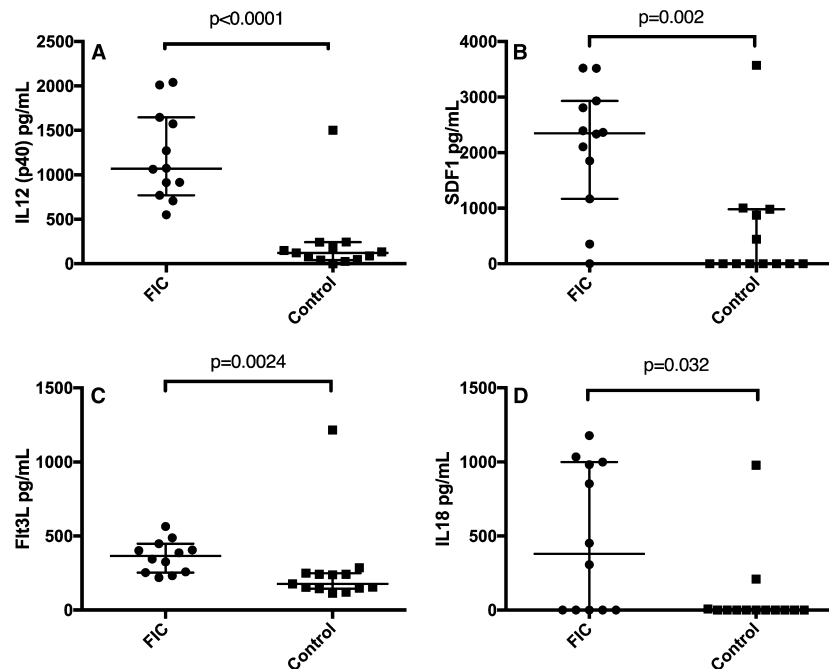 p<0.0001
A
IL12 (p40) pg/mL
2500
2000
1500
1000
500
0
FIC
Control
p=0.002
B
SDF1 pg/mL
4000
3000
2000
1000
0
FIC
Control
p=0.0024
C
Flt3L pg/mL
1500
1000
500
0
FIC
Control
p=0.032
D
IL18 pg/mL
1500
1000
500
0
FIC
Control